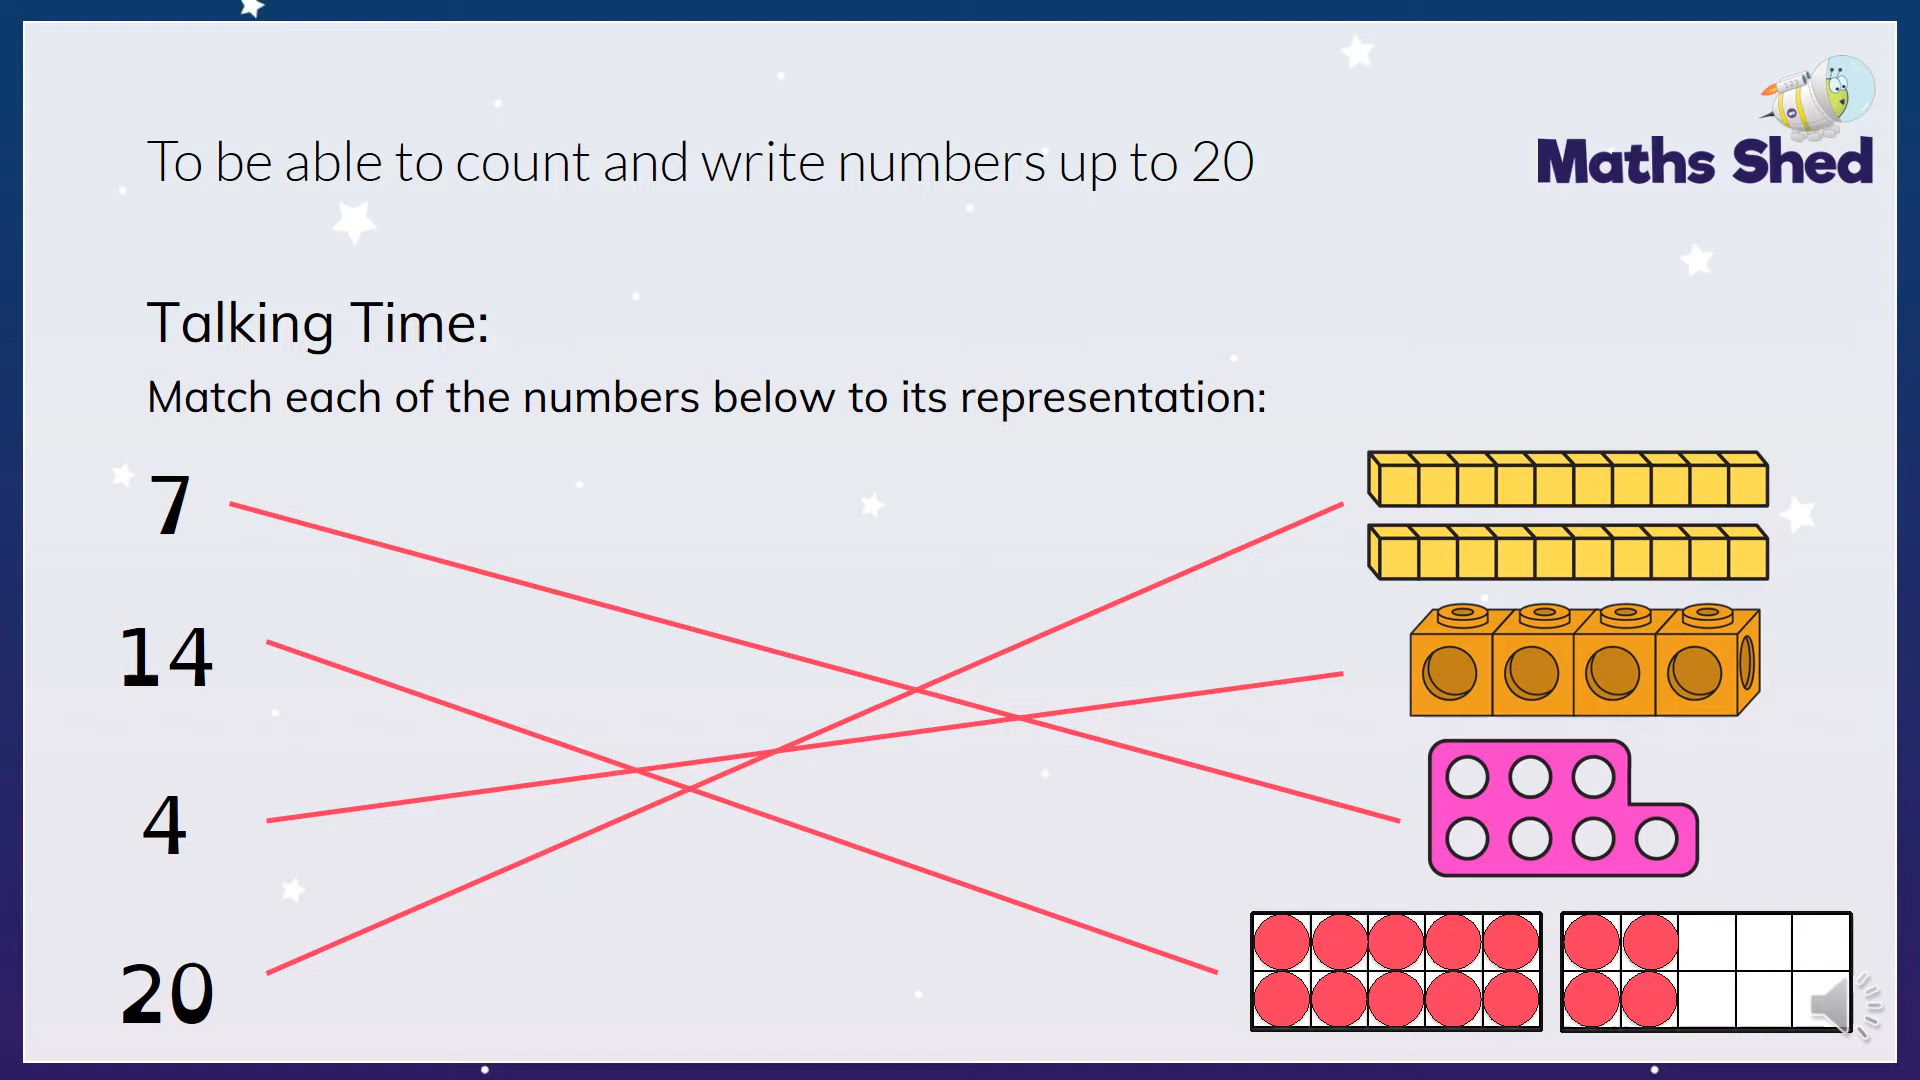 To be able to count and write numbers up to 20
Maths Shed
Talking Time:
Match each of the numbers below to its representation:
7
14
4
20